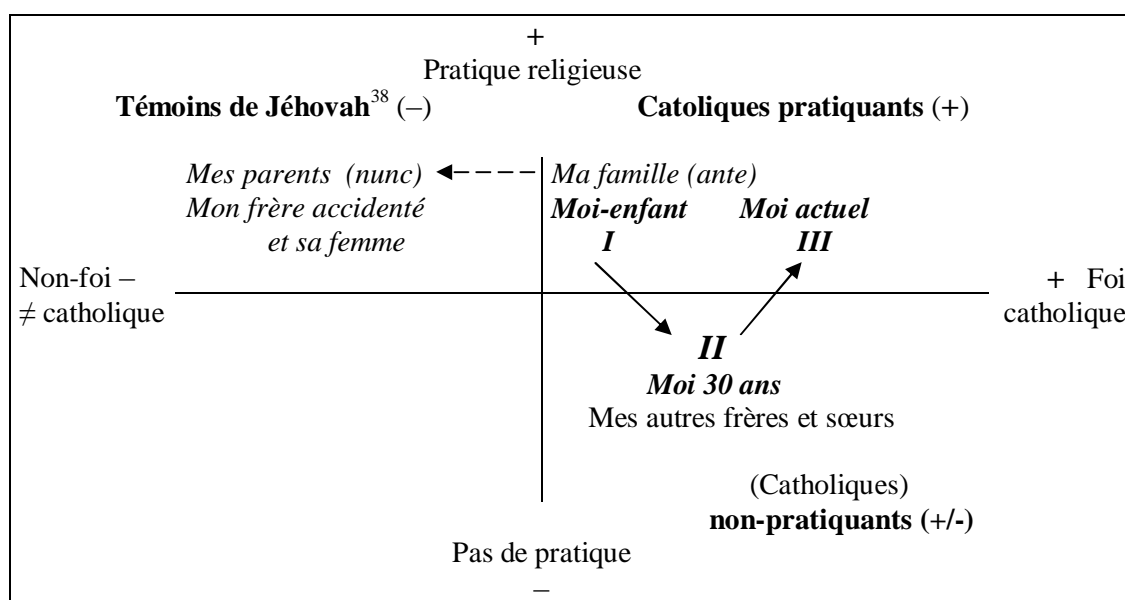 +
Pratique religieuse
Témoins de Jéhovah38 (–) Catoliques pratiquants (+)
Mes parents (nunc) Ma famille (ante)
Mon frère accidenté Moi-enfant Moi actuel
et sa femme I III
Non-foi – + Foi
≠ catholique catholique
II
Moi 30 ans
Mes autres frères et sœurs
(Catholiques)
non-pratiquants (+/-)
Pas de pratique
–